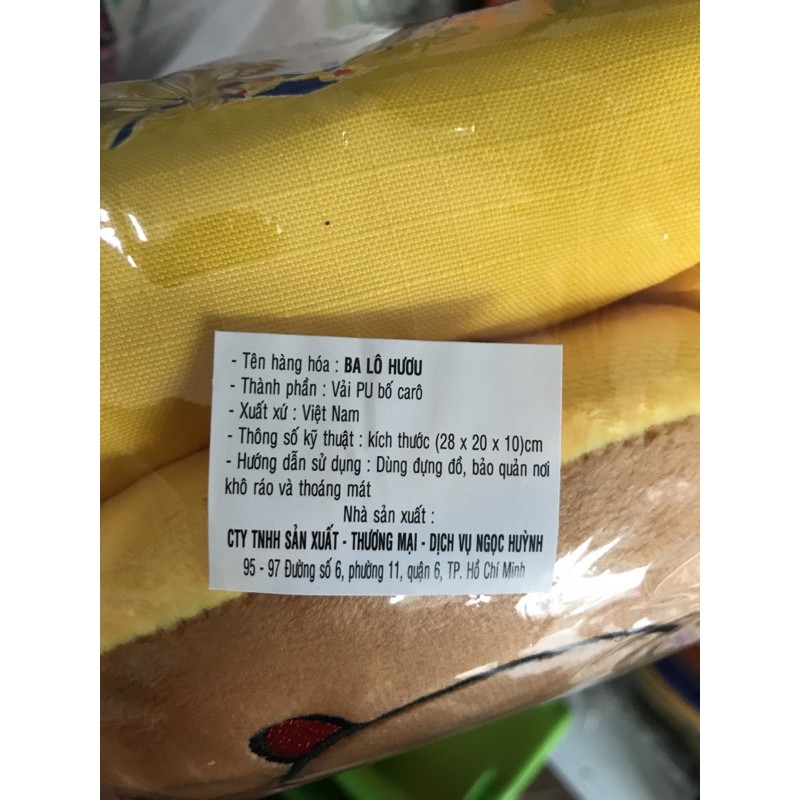 - Tên hàng hóa : BA LÔ HƯƠU
- Thành phần : Vải PU bố carô
- Xuất xứ : Việt Nam
- Thông số kỹ thuật : kích thước (28 x 20 x 10)cm
- Hướng dẫn sử dụng : Dùng đựng đồ, bảo quản nơi
khô ráo và thoáng mát
Nhà sản xuất :
CTY TNHH SẢN XUẤT - THƯƠNG MẠI - DỊCH VỤ NGỌC HUỲNH
95 - 97 Đường số 6, phường 11, quận 6, TP. Hồ Chí Minh